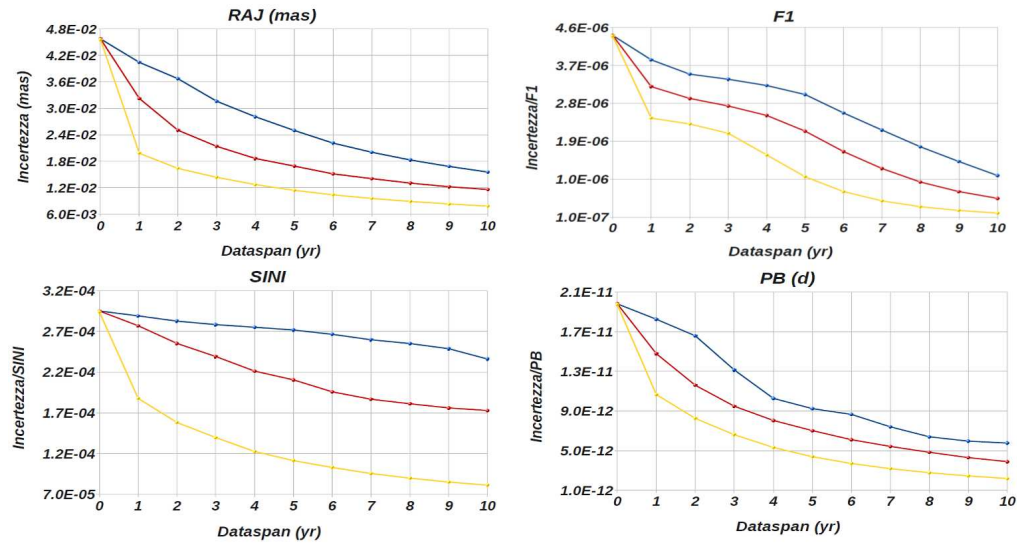 RAJ (mas)
Incertezza (mas)
4.8E-02
4.2E-02
3.6E-02
3.0E-02
2.4E-02
1.8E-02
1.2E-02
6.0E-03
0 1 2 3 4 5 6 7 8 9 10
Dataspan (yr)
F1
Incertezza/F1
4.6E-06
3.7E-06
2.8E-06
1.9E-06
1.0E-06
1.0E-07
0 1 2 3 4 5 6 7 8 9 10
Dataspan (yr)
SINI
Incertezza/SINI
3.2E-04
2.7E-04
2.2E-04
1.7E-04
1.2E-04
7.0E-05
0 1 2 3 4 5 6 7 8 9 10
Dataspan (yr)
PB (d)
Incertezza/PB
2.1E-11
1.7E-11
1.3E-11
9.0E-12
5.0E-12
1.0E-12
0 1 2 3 4 5 6 7 8 9 10
Dataspan (yr)